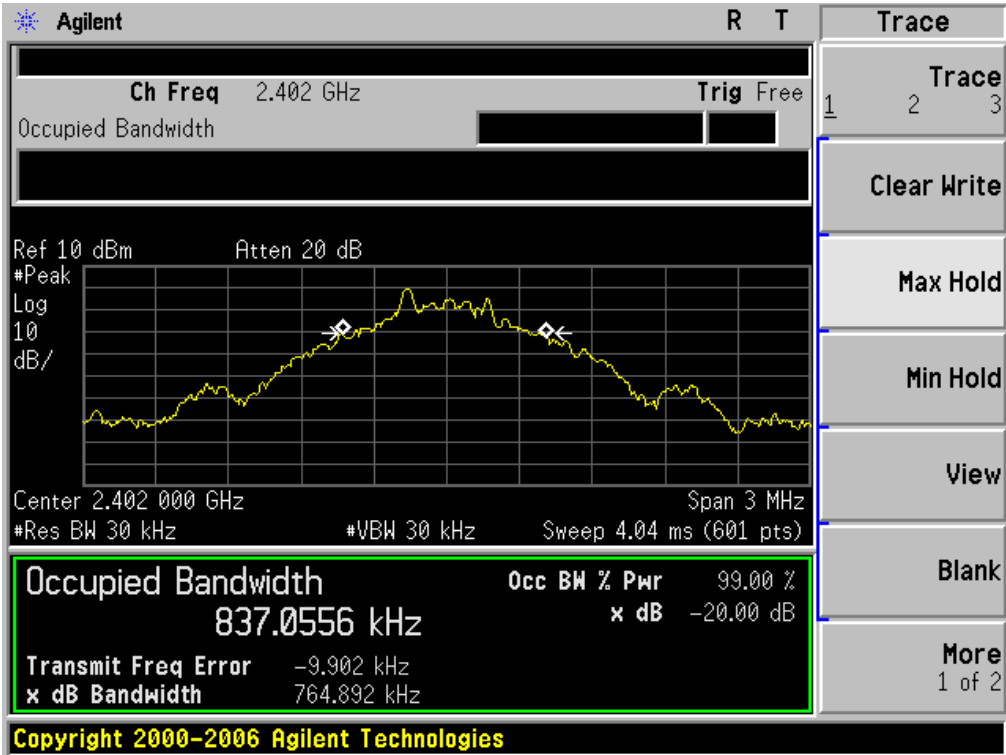 Agilent R T Trace
Ch Freq 2.402 GHz Trig Free
Occupied Bandwidth
Trace
1 2 3
Clear Write
Max Hold
Min Hold
View
Blank
More
1 of 2
Ref 10 dBm Atten 20 dB
#Peak
Log
10
dB/
Center 2.402 000 GHz Span 3 MHz
#Res BW 30 kHz #VBW 30 kHz Sweep 4.04 ms (601 pts)
Occupied Bandwidth Occ BW % Pwr 99.00 %
837.0556 kHz x dB -20.00 dB
Transmit Freq Error -9.902 kHz
x dB Bandwidth 764.892 kHz
Copyright 2000-2006 Agilent Technologies